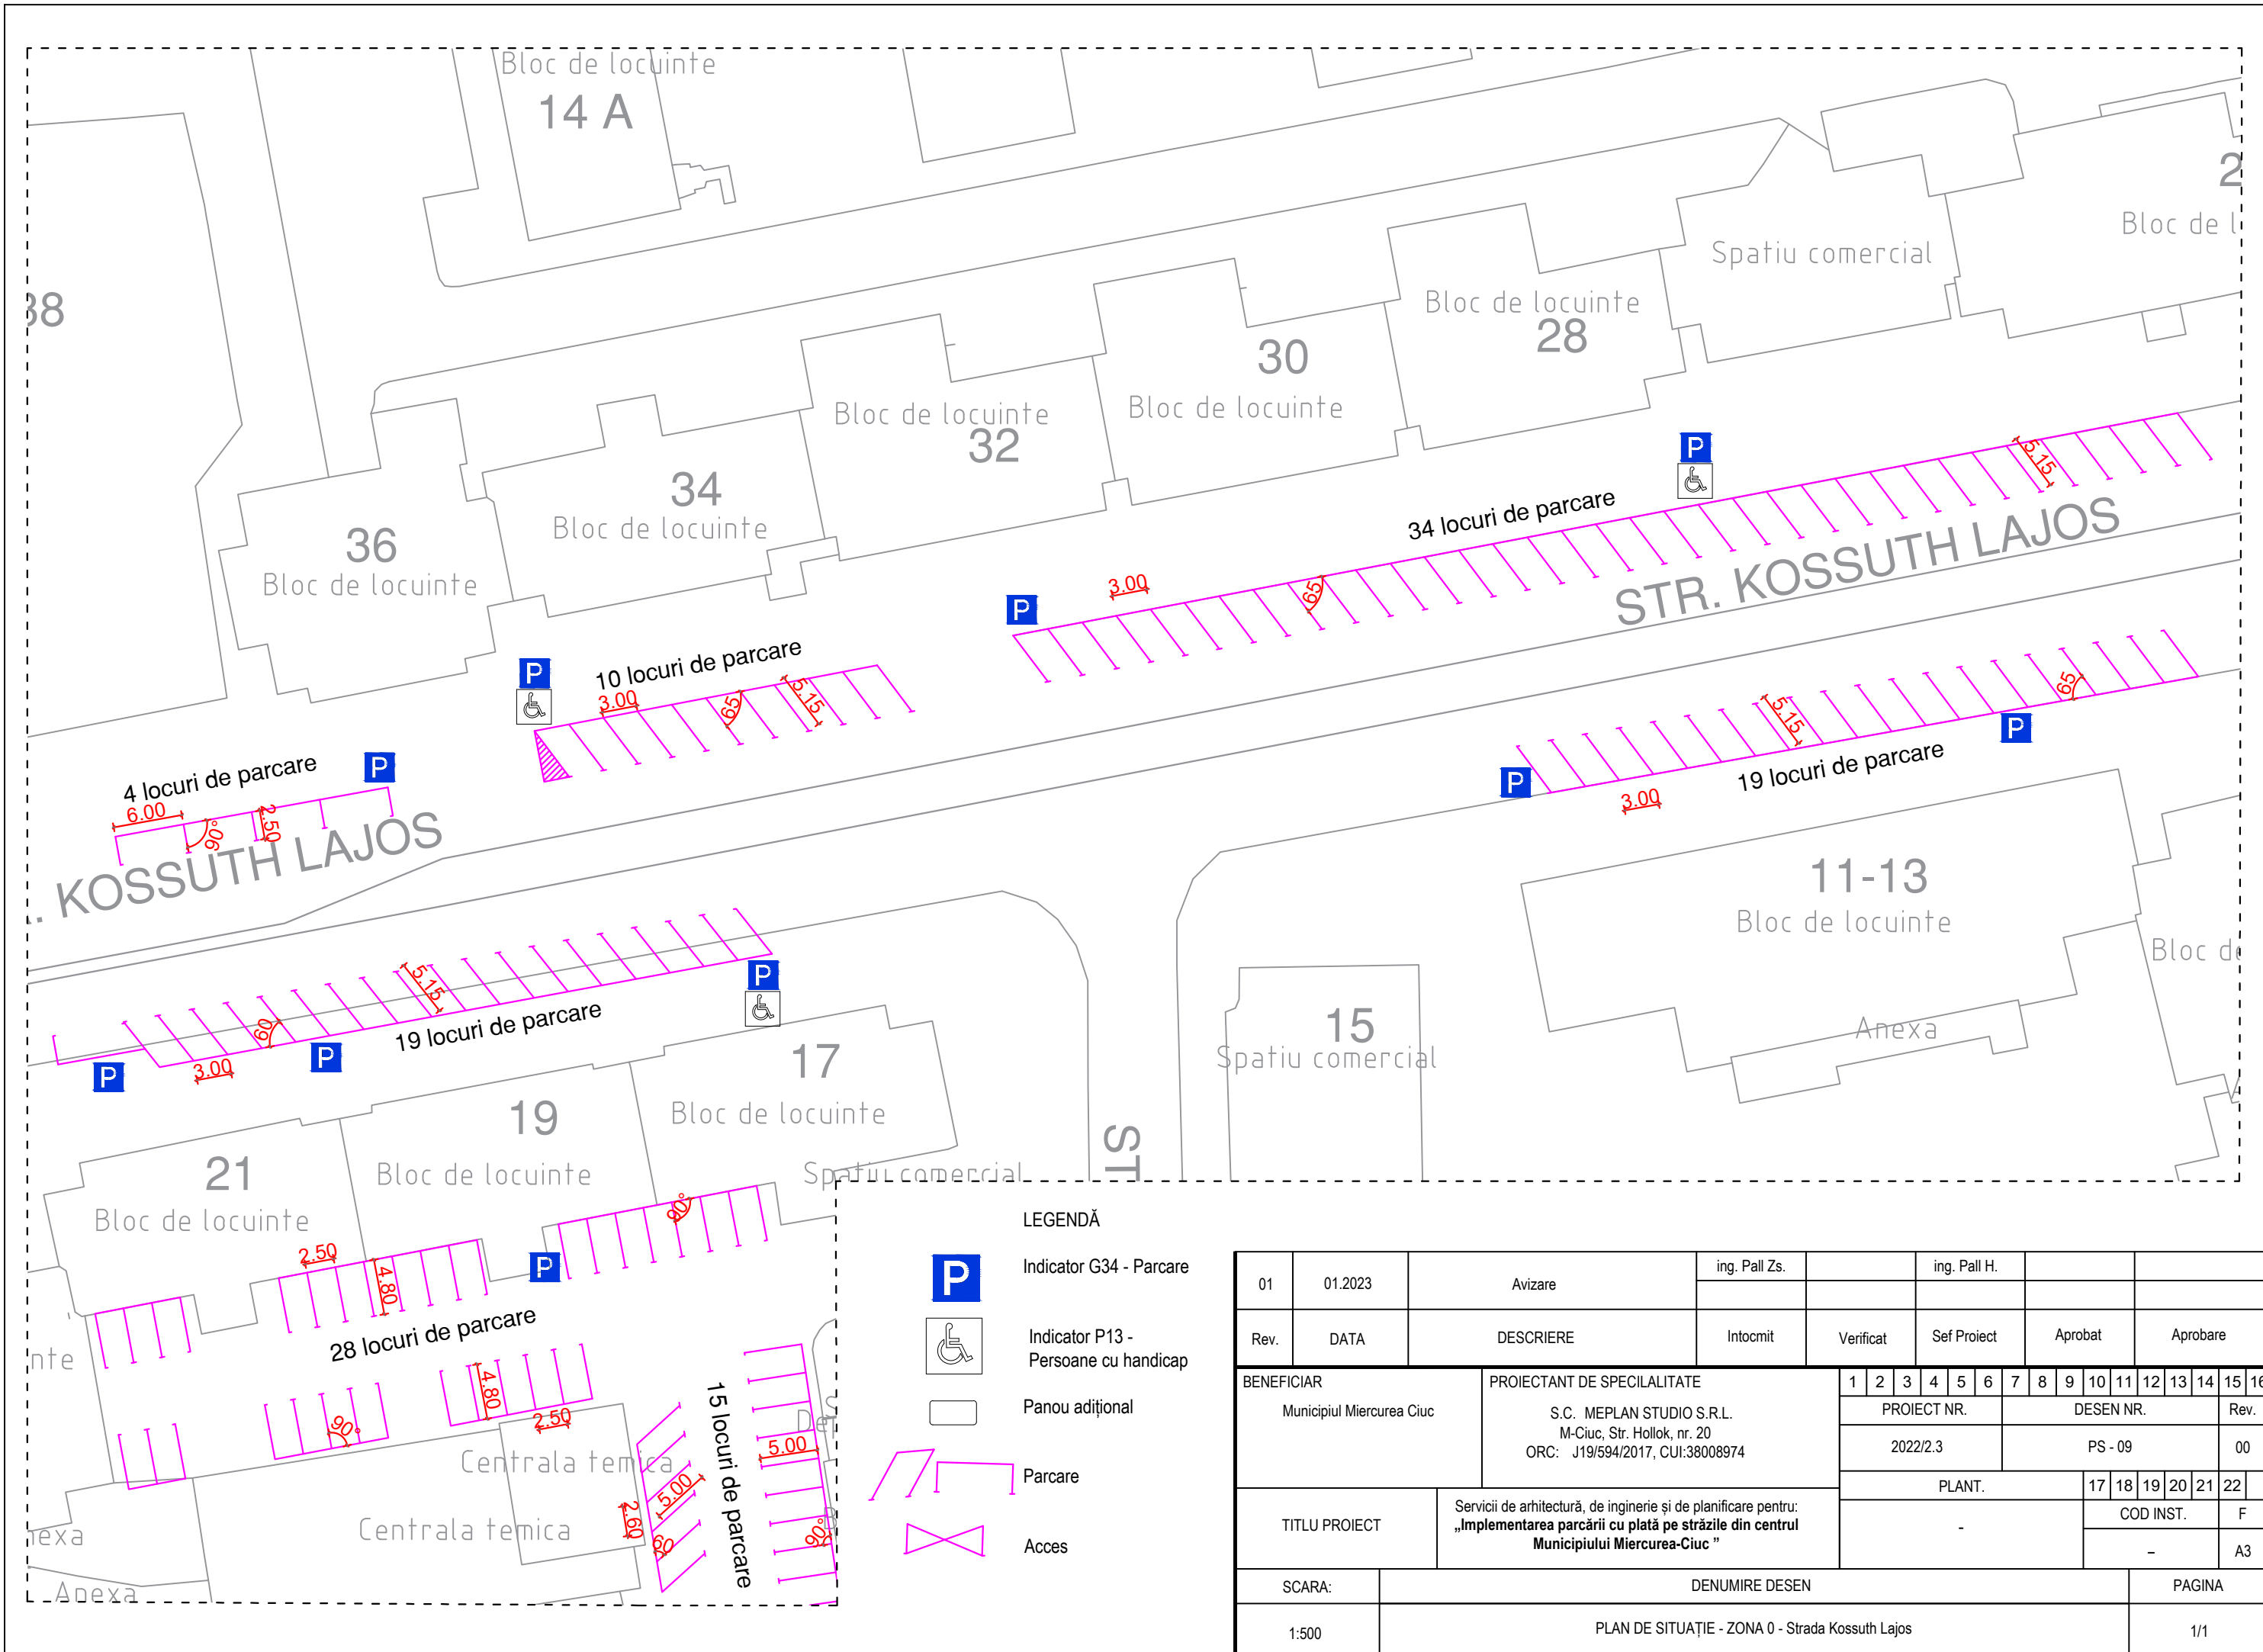 Bloc de locuinte
14 A
38
2
Bloc de l
Spatiu comercial
Bloc de locuinte
28
30
Bloc de locuinte
Bloc de locuinte
32
34
Bloc de locuinte
36
Bloc de locuinte
P
34 locuri de parcare
5.15
STR. KOSSUTH LAJOS
3.00
65
P
10 locuri de parcare
P
3.00
65
5.15
65
5.15
P
19 locuri de parcare
P
3.00
4 locuri de parcare
P
6.00
90°
2.50
. KOSSUTH LAJOS
11-13
Bloc de locuinte
Bloc de
Anexa
15
Spatiu comercial
5.15
P
19 locuri de parcare
60
P
3.00
P
17
Bloc de locuinte
19
Bloc de locuinte
21
Bloc de locuinte
Spatiu comercial
ST
90°
2.50
4.80
P
28 locuri de parcare
nte
4.80
2.50
90°
15 locuri de parcare
5.00
5.00
2.60
60
90°
Centrala temica
Centrala temica
nexa
Anexa
LEGENDĂ
P
Indicator G34 - Parcare
Indicator P13 -
Persoane cu handicap
Panou adițional
Parcare
Acces
01 01.2023 Avizare ing. Pall Zs. ing. Pall H.
Rev. DATA DESCRIERE Intocmit Verificat Sef Proiect Aprobat Aprobare
BENEFICIAR
Municipiul Miercurea Ciuc
PROIECTANT DE SPECILALITATE
S.C. MEPLAN STUDIO S.R.L.
M-Ciuc, Str. Hollok, nr. 20
ORC: J19/594/2017, CUI:38008974
1 2 3 4 5 6 7 8 9 10 11 12 13 14 15 16
PROIECT NR. DESEN NR. Rev.
2022/2.3 PS - 09 00
PLANT. 17 18 19 20 21 22
- COD INST. F
– A3
TITLU PROIECT
Servicii de arhitectură, de inginerie și de planificare pentru:
„Implementarea parcării cu plată pe străzile din centrul
Municipiului Miercurea-Ciuc ”
SCARA: DENUMIRE DESEN PAGINA
1:500 PLAN DE SITUAȚIE - ZONA 0 - Strada Kossuth Lajos 1/1